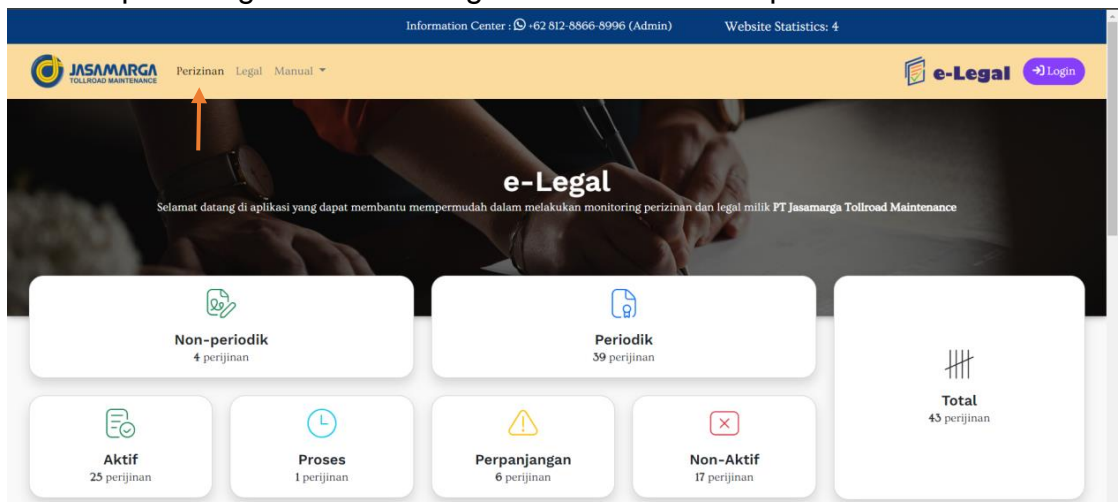 Information Center : +62 812-8866-8996 (Admin) Website Statistics: 4
JASAMARGA
TOLLROAD MAINTENANCE
Perizinan Legal Manual
e-Legal
Login
e-Legal
Selamat datang di aplikasi yang dapat membantu mempermudah dalam melakukan monitoring perizinan dan legal milik PT Jasamarga Tollroad Maintenance
Non-periodik
4 perijinan
Periodik
39 perijinan
Total
43 perijinan
Aktif
25 perijinan
Proses
1 perijinan
Perpanjangan
6 perijinan
Non-Aktif
17 perijinan